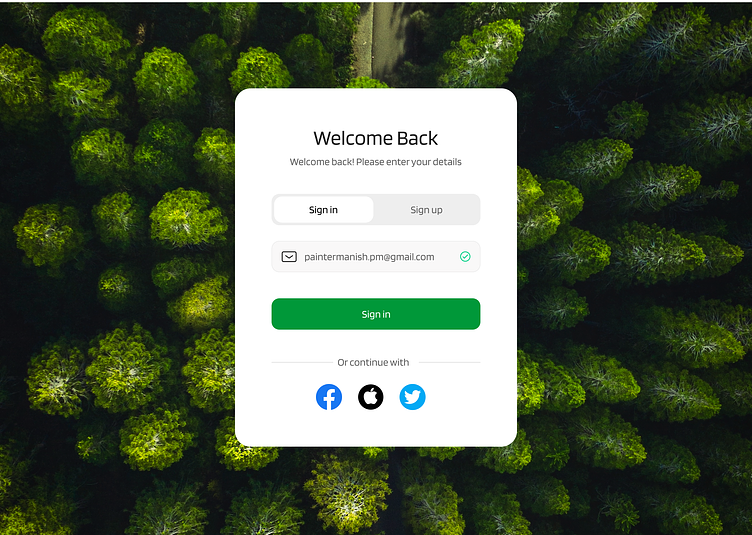 Welcome Back
Welcome back! Please enter your details
Sign in
Sign up
paintermanish.pm@gmail.com
Sign in
Or continue with